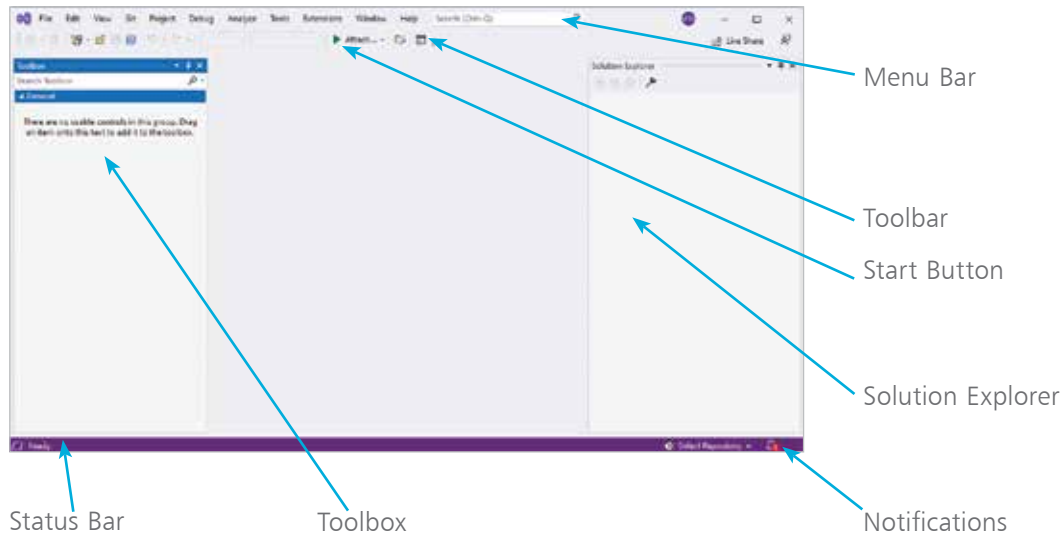 File Edit View Git Project Debug Analyze Tools Extensions Window Help Search (Ctrl+Q)
Attach...
Live Share
Toolbox
Search Toolbox
General
There are no usable controls in this group. Drag
an item onto this text to add it to the toolbox.
Solution Explorer
Menu Bar
Toolbar
Start Button
Solution Explorer
Ready
Select Repository
Status Bar
Toolbox
Notifications